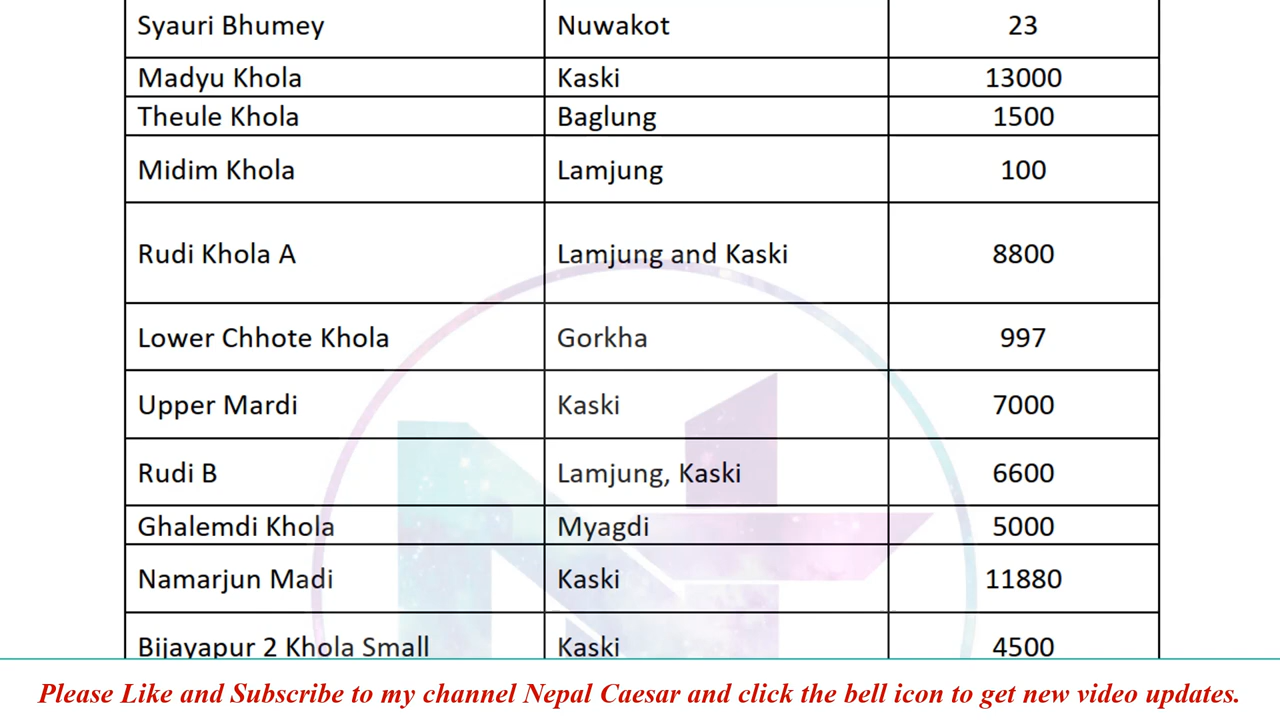 Syauri Bhumey Nuwakot 23
Madyu Khola Kaski 13000
Theule Khola Baglung 1500
Midim Khola Lamjung 100
Rudi Khola A Lamjung and Kaski 8800
Lower Chhote Khola Gorkha 997
Upper Mardi Kaski 7000
Rudi B Lamjung, Kaski 6600
Ghalemdi Khola Myagdi 5000
Namarjun Madi Kaski 11880
Bijayapur 2 Khola Small Kaski 4500
Please Like and Subscribe to my channel Nepal Caesar and click the bell icon to get new video updates.